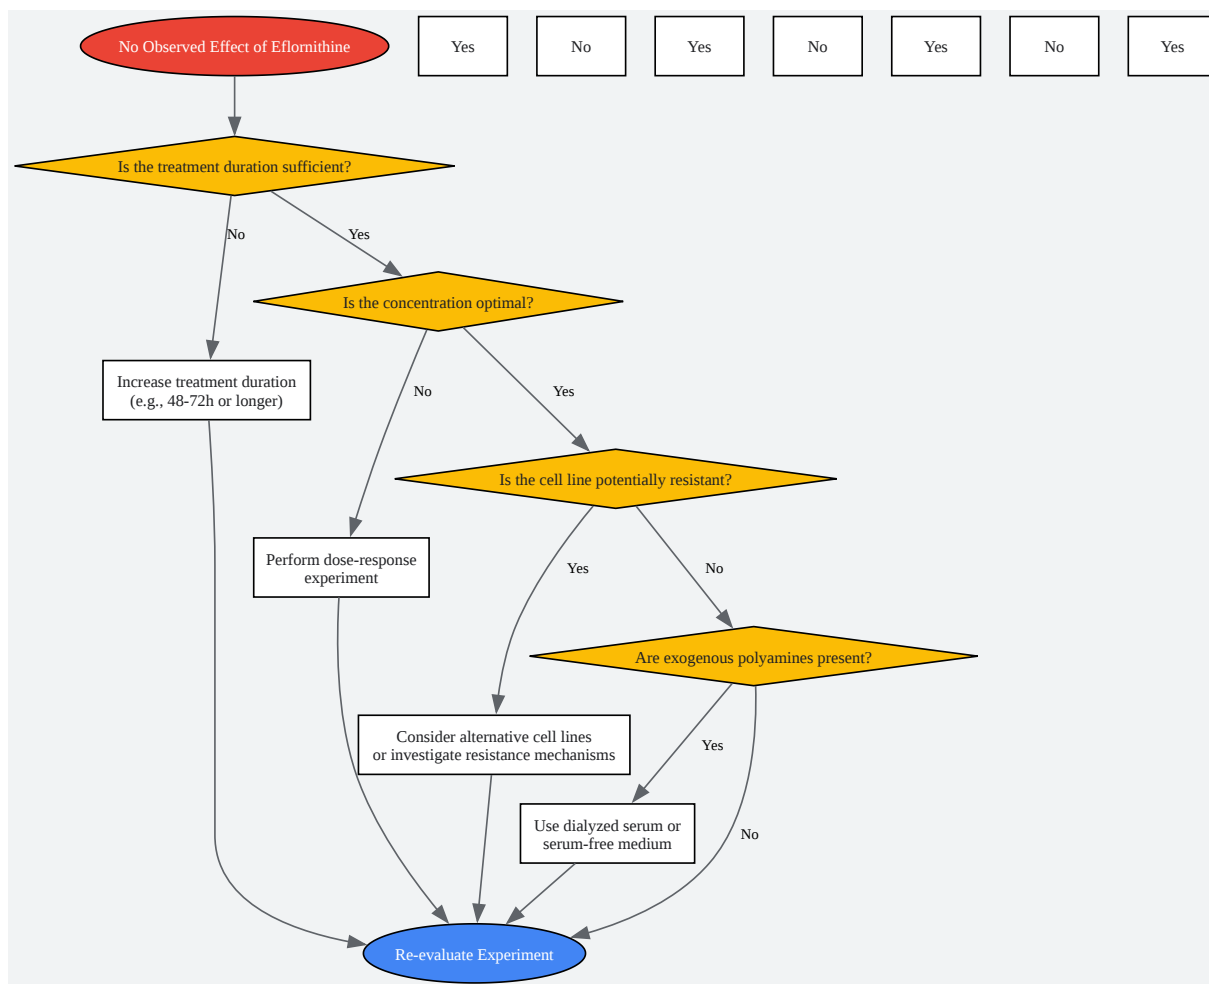 No Observed Effect of Eflornithine
Yes
No
Yes
No
Yes
No
Yes
Is the treatment duration sufficient?
No
Yes
Is the concentration optimal?
Increase treatment duration
(e.g., 48-72h or longer)
No
Yes
Is the cell line potentially resistant?
Perform dose-response
experiment
Yes
No
Are exogenous polyamines present?
Consider alternative cell lines
or investigate resistance mechanisms
Yes
Use dialyzed serum or
serum-free medium
No
Re-evaluate Experiment